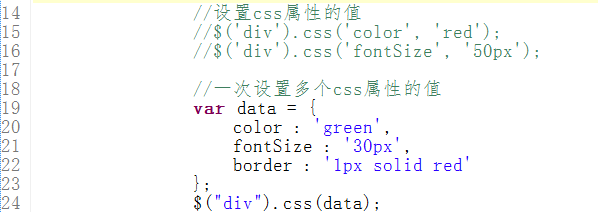 14 //设置css属性的值
15 //$('div').css('color', 'red');
16 //$('div').css('fontSize', '50px');
17
18 //一次设置多个css属性的值
19 var data = {
20 color : 'green',
21 fontSize : '30px',
22 border : '1px solid red'
23 };
24 $("div").css(data);